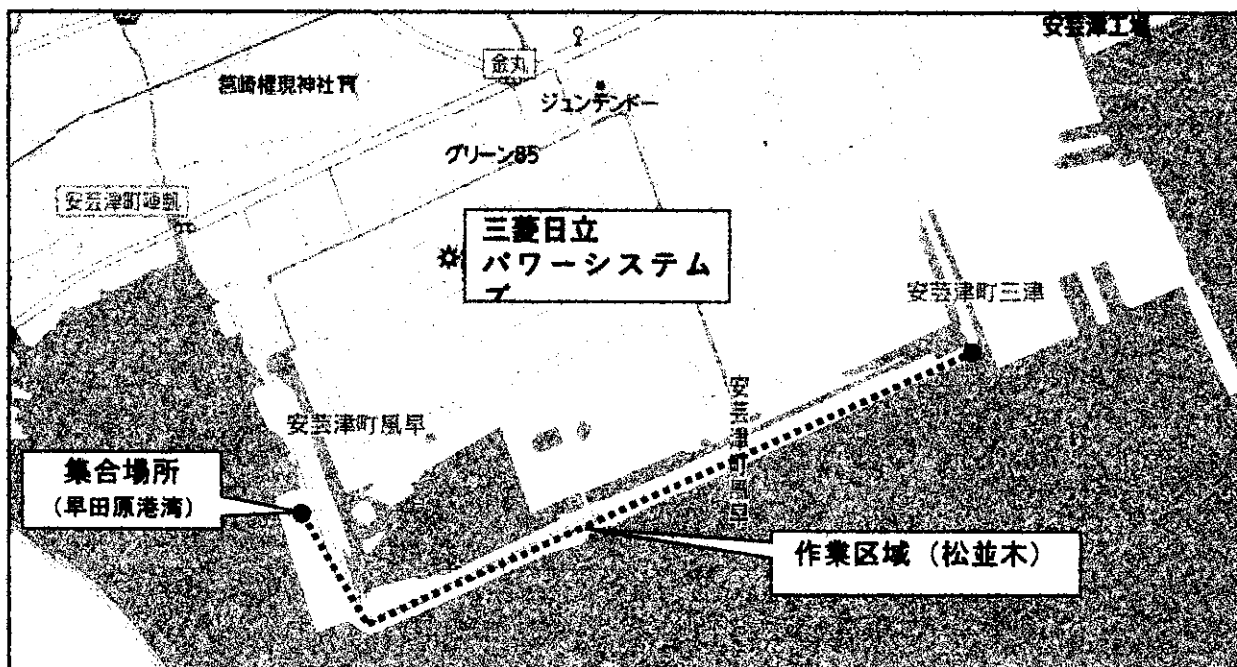 安芸津工場
金丸
筥崎権現神社
ジュンテンドー
グリーン85
三菱日立
パワーシステム
ズ
安芸津町三津
安芸津町風早
安芸津町風早
集合場所
(早田原港湾)
作業区域(松並木)